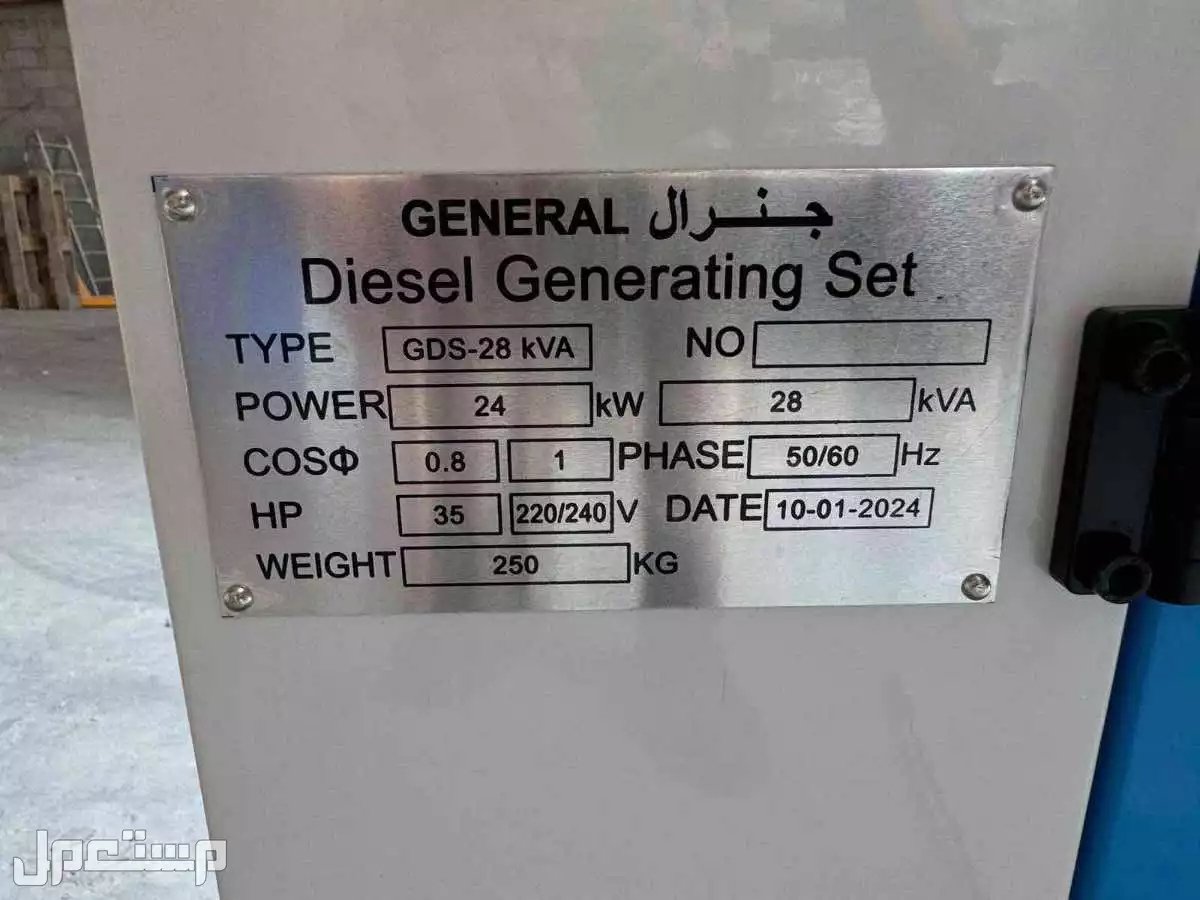 GENERAL جنرال
Diesel Generating Set
TYPE GDS-28 kVA NO
POWER 24 kW 28 kVA
COSΦ 0.8 1 PHASE 50/60 Hz
HP 35 220/240 V DATE 10-01-2024
WEIGHT 250 KG
مستعمل